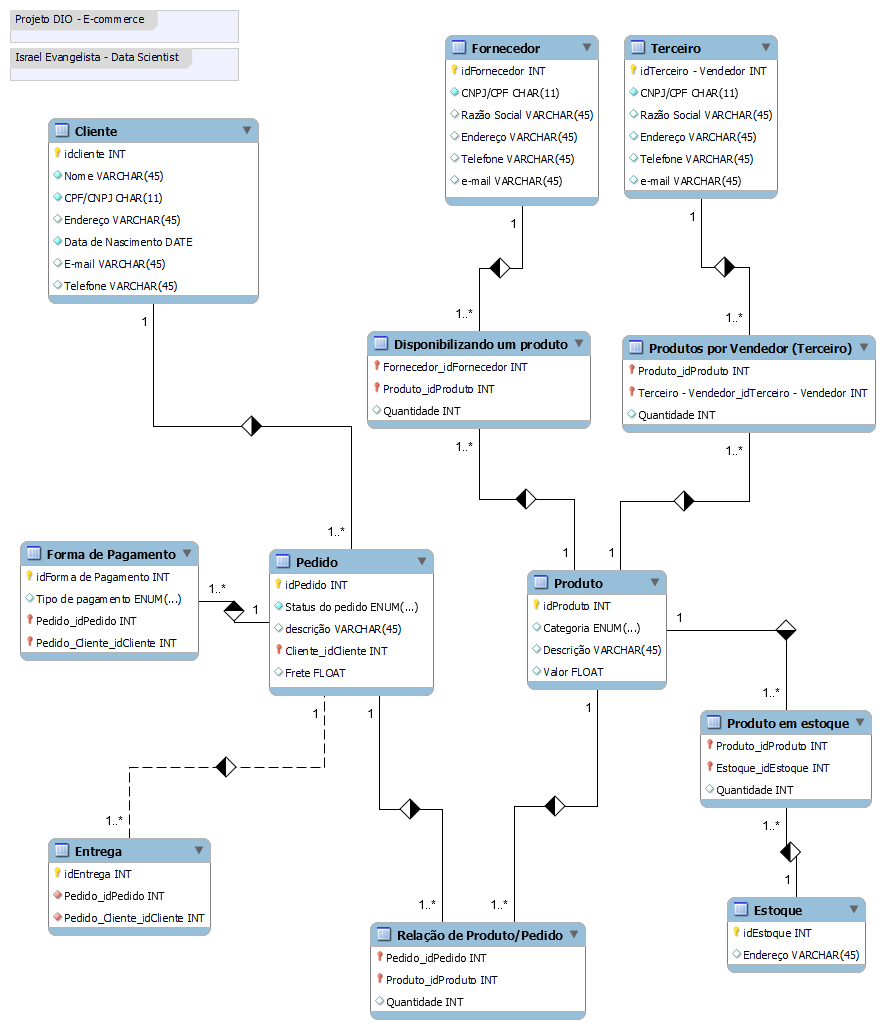 Projeto DIO - E-commerce
Israel Evangelista - Data Scientist
Fornecedor
idFornecedor INT
CNPJ/CPF CHAR(11)
Razão Social VARCHAR(45)
Endereço VARCHAR(45)
Telefone VARCHAR(45)
e-mail VARCHAR(45)
Terceiro
idTerceiro - Vendedor INT
CNPJ/CPF CHAR(11)
Razão Social VARCHAR(45)
Endereço VARCHAR(45)
Telefone VARCHAR(45)
e-mail VARCHAR(45)
Cliente
idcliente INT
Nome VARCHAR(45)
CPF/CNPJ CHAR(11)
Endereço VARCHAR(45)
Data de Nascimento DATE
E-mail VARCHAR(45)
Telefone VARCHAR(45)
1
1
1
1..*
1..*
Disponibilizando um produto
Fornecedor_idFornecedor INT
Produto_idProduto INT
Quantidade INT
Produtos por Vendedor (Terceiro)
Produto_idProduto INT
Terceiro - Vendedor_idTerceiro - Vendedor INT
Quantidade INT
1..*
1..*
1..*
1
1
Forma de Pagamento
idForma de Pagamento INT
Tipo de pagamento ENUM(...)
Pedido_idPedido INT
Pedido_Cliente_idCliente INT
1..*
1
Pedido
idPedido INT
Status do pedido ENUM(...)
descrição VARCHAR(45)
Cliente_idCliente INT
Frete FLOAT
Produto
idProduto INT
Categoria ENUM(...)
Descrição VARCHAR(45)
Valor FLOAT
1
1..*
1
1
1
Produto em estoque
Produto_idProduto INT
Estoque_idEstoque INT
Quantidade INT
1..*
1..*
1
Entrega
idEntrega INT
Pedido_idPedido INT
Pedido_Cliente_idCliente INT
1..*
1..*
Relação de Produto/Pedido
Pedido_idPedido INT
Produto_idProduto INT
Quantidade INT
Estoque
idEstoque INT
Endereço VARCHAR(45)